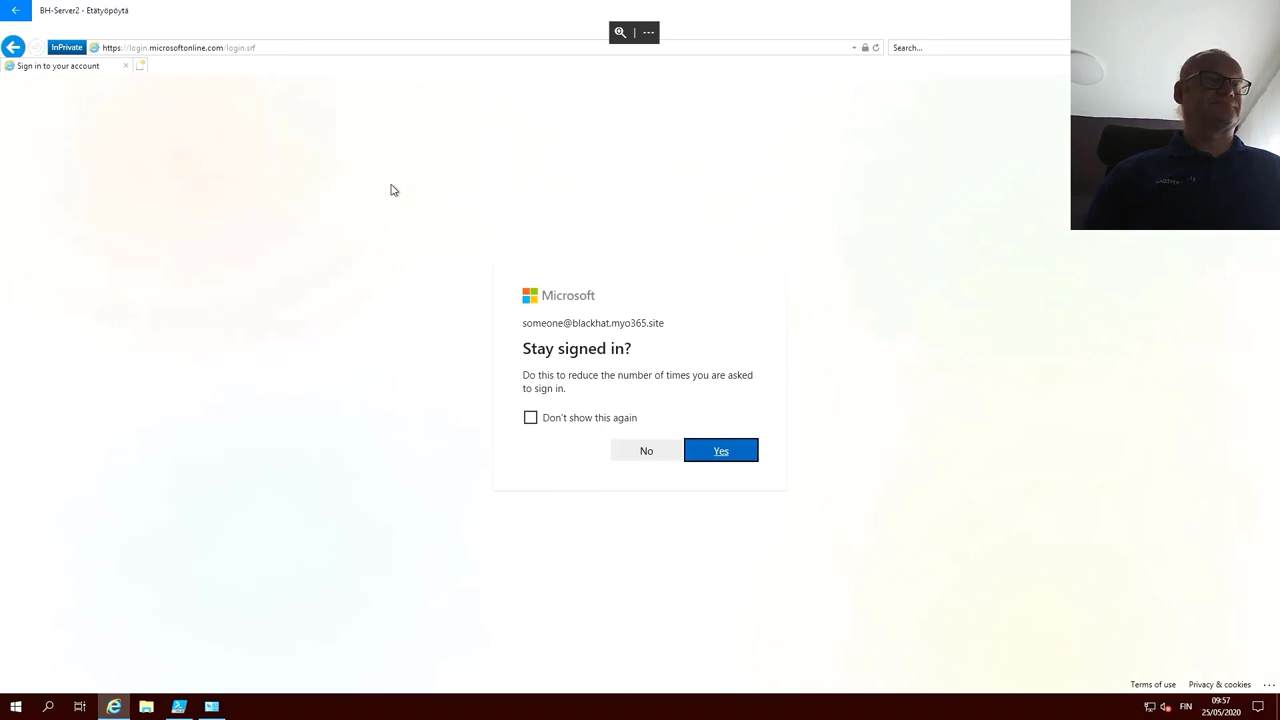 BH-Server2 - Etätyöpöytä
InPrivate
https://login.microsoftonline.com/login.srf
Search...
Sign in to your account
Microsoft
someone@blackhat.myo365.site
Stay signed in?
Do this to reduce the number of times you are asked
to sign in.
Don't show this again
No
Yes
Terms of use
Privacy & cookies
FIN
09:57
25/05/2020